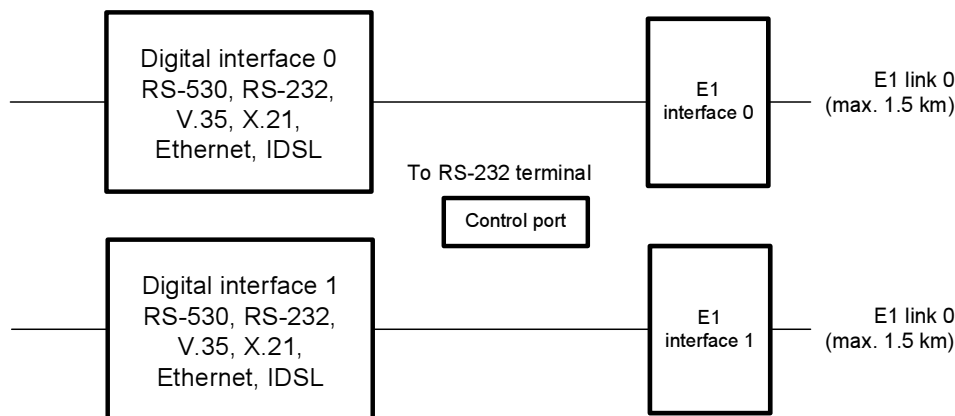 Digital interface 0
RS-530, RS-232,
V.35, X.21,
Ethernet, IDSL
E1
interface 0
E1 link 0
(max. 1.5 km)
To RS-232 terminal
Control port
Digital interface 1
RS-530, RS-232,
V.35, X.21,
Ethernet, IDSL
E1
interface 1
E1 link 0
(max. 1.5 km)